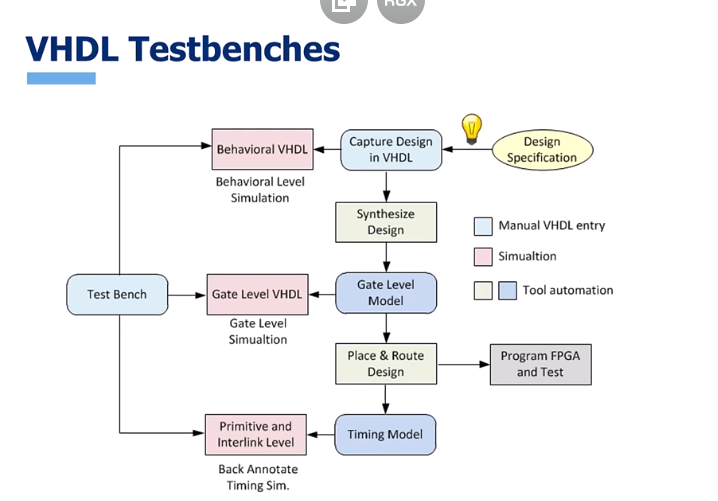 RGX
VHDL Testbenches
Behavioral VHDL
Behavioral Level
Simulation
Capture Design
in VHDL
Design
Specification
Synthesize
Design
Manual VHDL entry
Simualtion
Tool automation
Test Bench
Gate Level VHDL
Gate Level
Simualtion
Gate Level
Model
Place & Route
Design
Program FPGA
and Test
Primitive and
Interlink Level
Back Annotate
Timing Sim.
Timing Model